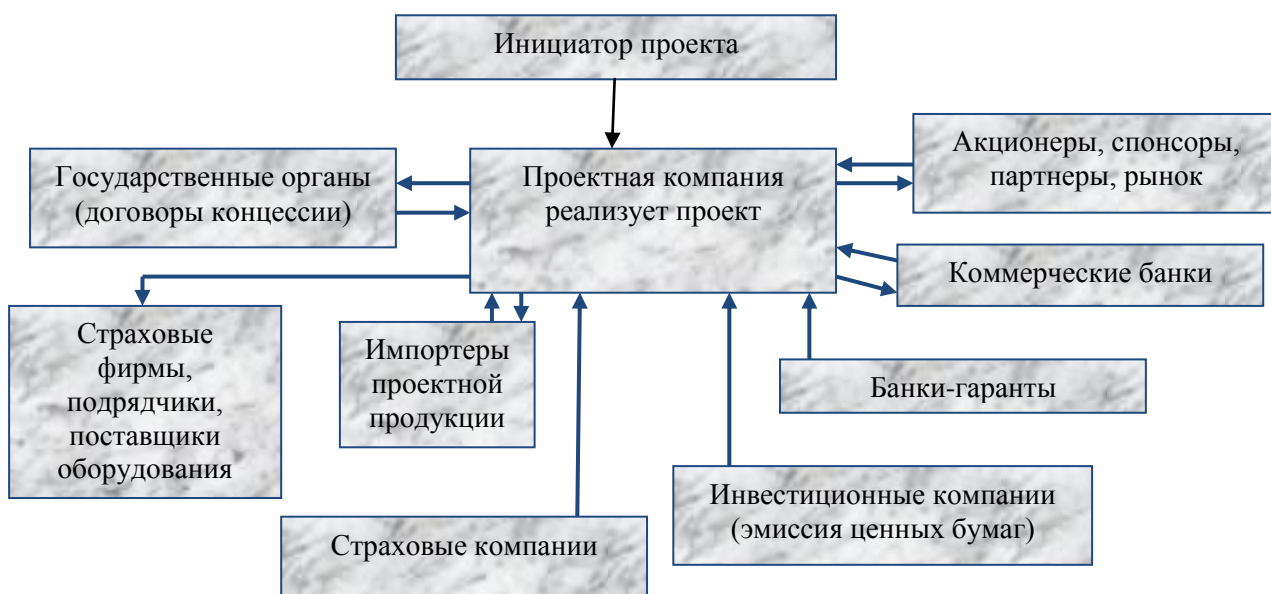 Инициатор проекта
Акционеры, спонсоры,
партнеры, рынок
Государственные органы
(договоры концессии)
Проектная компания
реализует проект
Коммерческие банки
Страховые
фирмы,
подрядчики,
поставщики
оборудования
Импортеры
проектной
продукции
Банки-гаранты
Инвестиционные компании
(эмиссия ценных бумаг)
Страховые компании